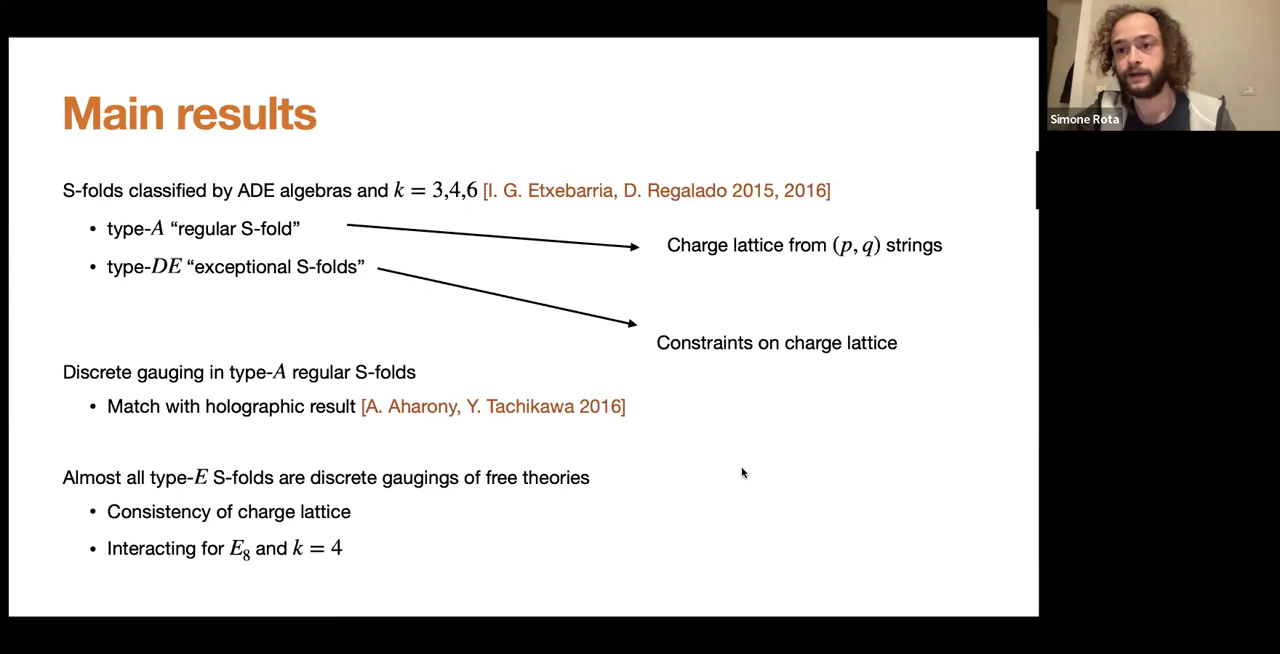 Main results
S-folds classified by ADE algebras and k = 3,4,6 [I. G. Etxebarria, D. Regalado 2015, 2016]
• type-A “regular S-fold”
Charge lattice from (p, q) strings
• type-DE “exceptional S-folds”
Constraints on charge lattice
Discrete gauging in type-A regular S-folds
• Match with holographic result [A. Aharony, Y. Tachikawa 2016]
Almost all type-E S-folds are discrete gaugings of free theories
• Consistency of charge lattice
• Interacting for E₈ and k = 4
Simone Rota